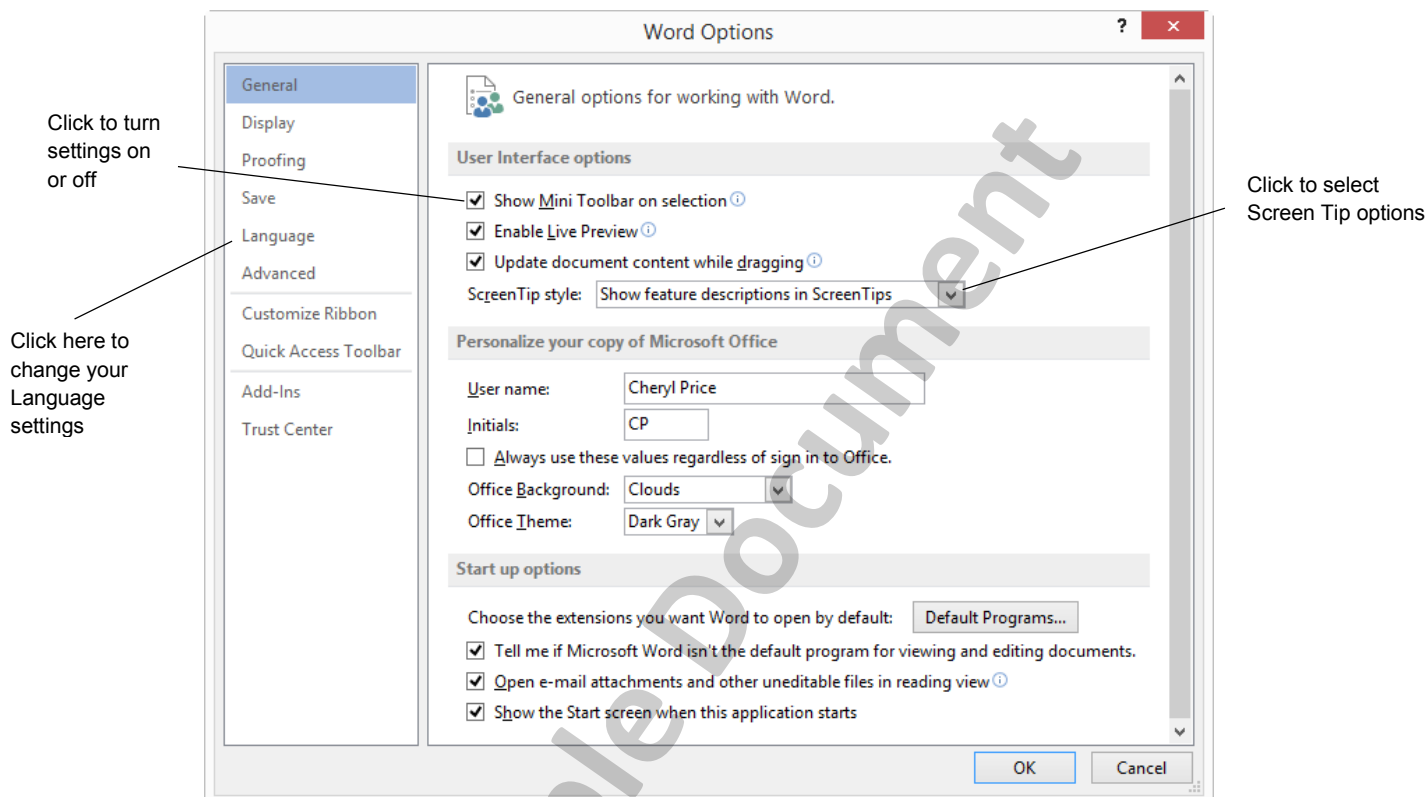 Word Options
?
General
Display
Proofing
Save
Language
Advanced
Customize Ribbon
Quick Access Toolbar
Add-Ins
Trust Center
General options for working with Word.
User Interface options
Show Mini Toolbar on selection
Enable Live Preview
Update document content while dragging
ScreenTip style: Show feature descriptions in ScreenTips
Personalize your copy of Microsoft Office
User name: Cheryl Price
Initials: CP
Always use these values regardless of sign in to Office.
Office Background: Clouds
Office Theme: Dark Gray
Start up options
Choose the extensions you want Word to open by default: Default Programs...
Tell me if Microsoft Word isn't the default program for viewing and editing documents.
Open e-mail attachments and other uneditable files in reading view
Show the Start screen when this application starts
OK Cancel
Click to turn
settings on
or off
Click here to
change your
Language
settings
Click to select
Screen Tip options
Document